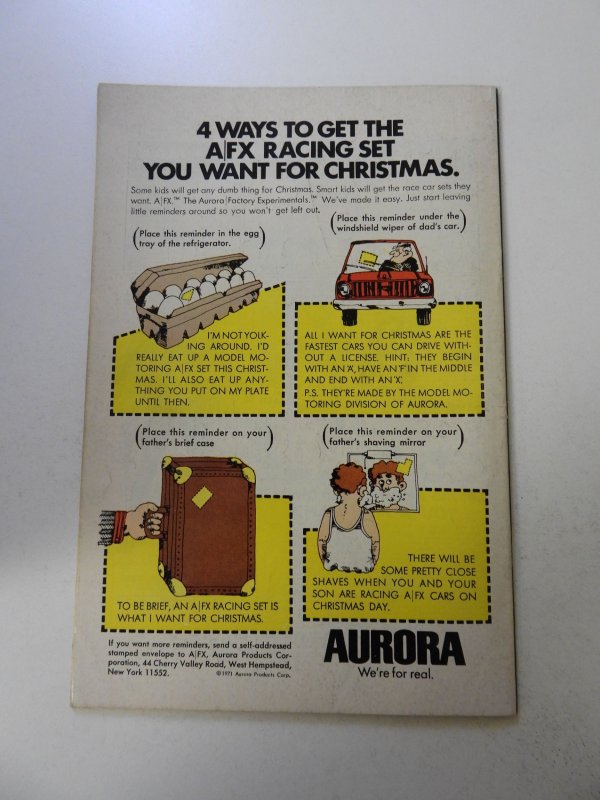 4 WAYS TO GET THE
A|FX RACING SET
YOU WANT FOR CHRISTMAS.
Some kids will get any dumb thing for Christmas. Smart kids will get the race car sets they
want. A|FX.™ The Aurora Factory Experimentals.™ We've made it easy. Just start leaving
little reminders around so you won't get left out.
(Place this reminder in the egg
tray of the refrigerator.)
I'M NOT YOLK-
ING AROUND. I'D
REALLY EAT UP A MODEL MO-
TORING A|FX SET THIS CHRIST-
MAS. I'LL ALSO EAT UP ANY-
THING YOU PUT ON MY PLATE
UNTIL THEN.
(Place this reminder under the
windshield wiper of dad's car.)
ALL I WANT FOR CHRISTMAS ARE THE
FASTEST CARS YOU CAN DRIVE WITH-
OUT A LICENSE. HINT: THEY BEGIN
WITH AN 'A', HAVE AN 'F' IN THE MIDDLE
AND END WITH AN 'X'.
P.S. THEY'RE MADE BY THE MODEL MO-
TORING DIVISION OF AURORA.
(Place this reminder on your
father's brief case)
TO BE BRIEF, AN A|FX RACING SET IS
WHAT I WANT FOR CHRISTMAS.
(Place this reminder on your
father's shaving mirror)
THERE WILL BE
SOME PRETTY CLOSE
SHAVES WHEN YOU AND YOUR
SON ARE RACING A|FX CARS ON
CHRISTMAS DAY.
If you want more reminders, send a self-addressed
stamped envelope to A|FX, Aurora Products Cor-
poration, 44 Cherry Valley Road, West Hempstead,
New York 11552.
©1971 Aurora Products Corp.
AURORA
We're for real.